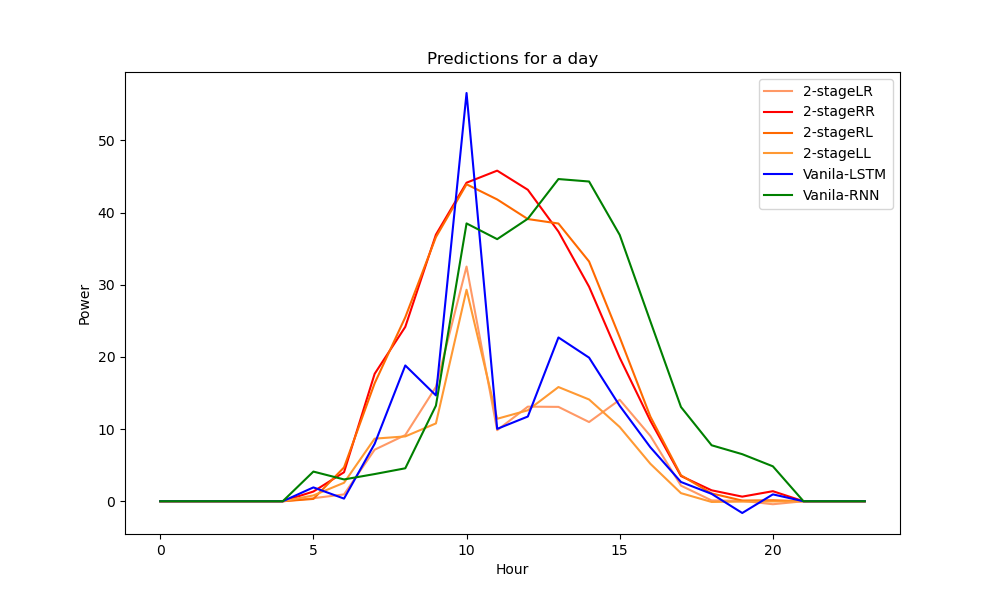 Predictions for a day
2-stageLR
2-stageRR
2-stageRL
2-stageLL
Vanila-LSTM
Vanila-RNN
Power
50
40
30
20
10
0
0 5 10 15 20
Hour